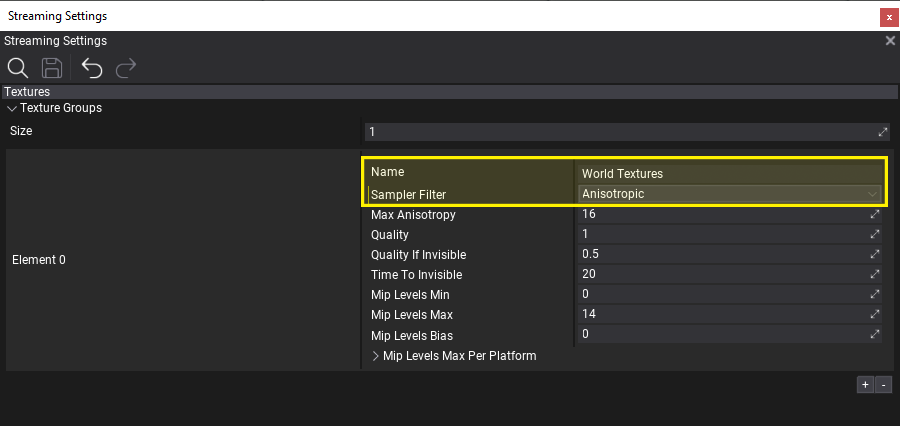 Streaming Settings
Streaming Settings
Textures
Texture Groups
Size 1
Element 0
Name World Textures
Sampler Filter Anisotropic
Max Anisotropy 16
Quality 1
Quality If Invisible 0.5
Time To Invisible 20
Mip Levels Min 0
Mip Levels Max 14
Mip Levels Bias 0
Mip Levels Max Per Platform
+ -